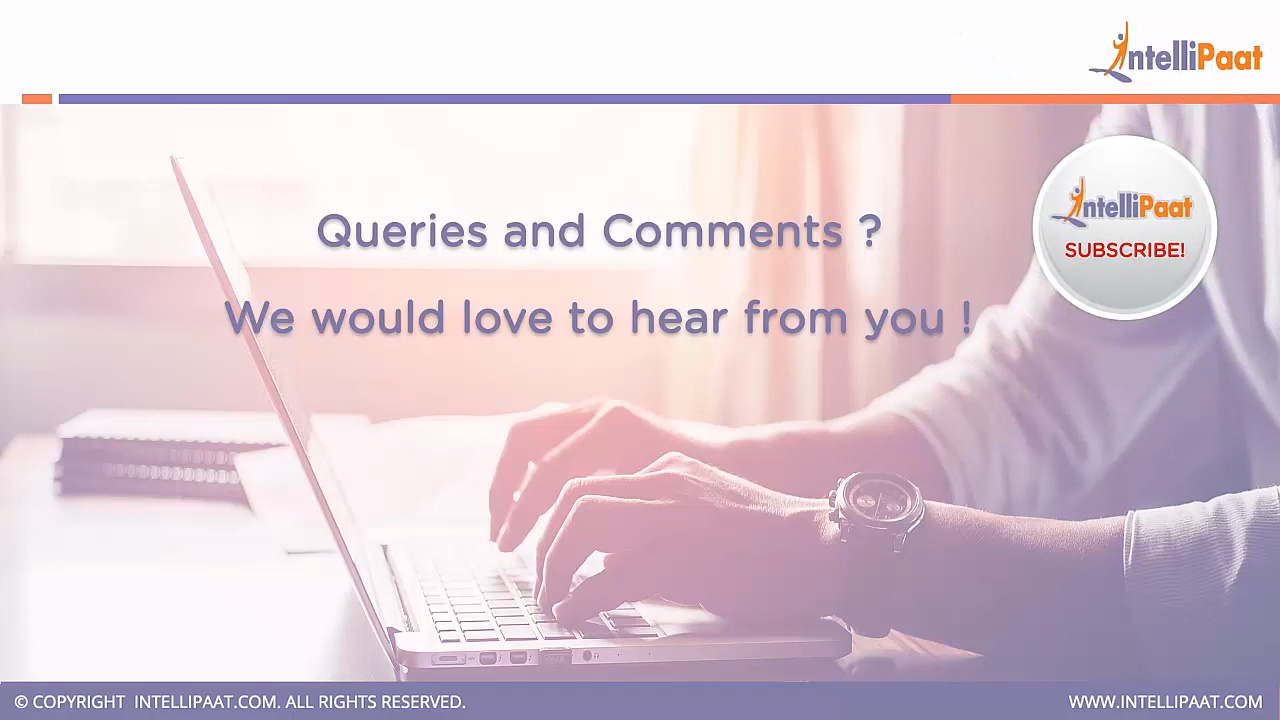 IntelliPaat
Queries and Comments ?
We would love to hear from you !
IntelliPaat
SUBSCRIBE!
© COPYRIGHT INTELLIPAAT.COM. ALL RIGHTS RESERVED.
WWW.INTELLIPAAT.COM